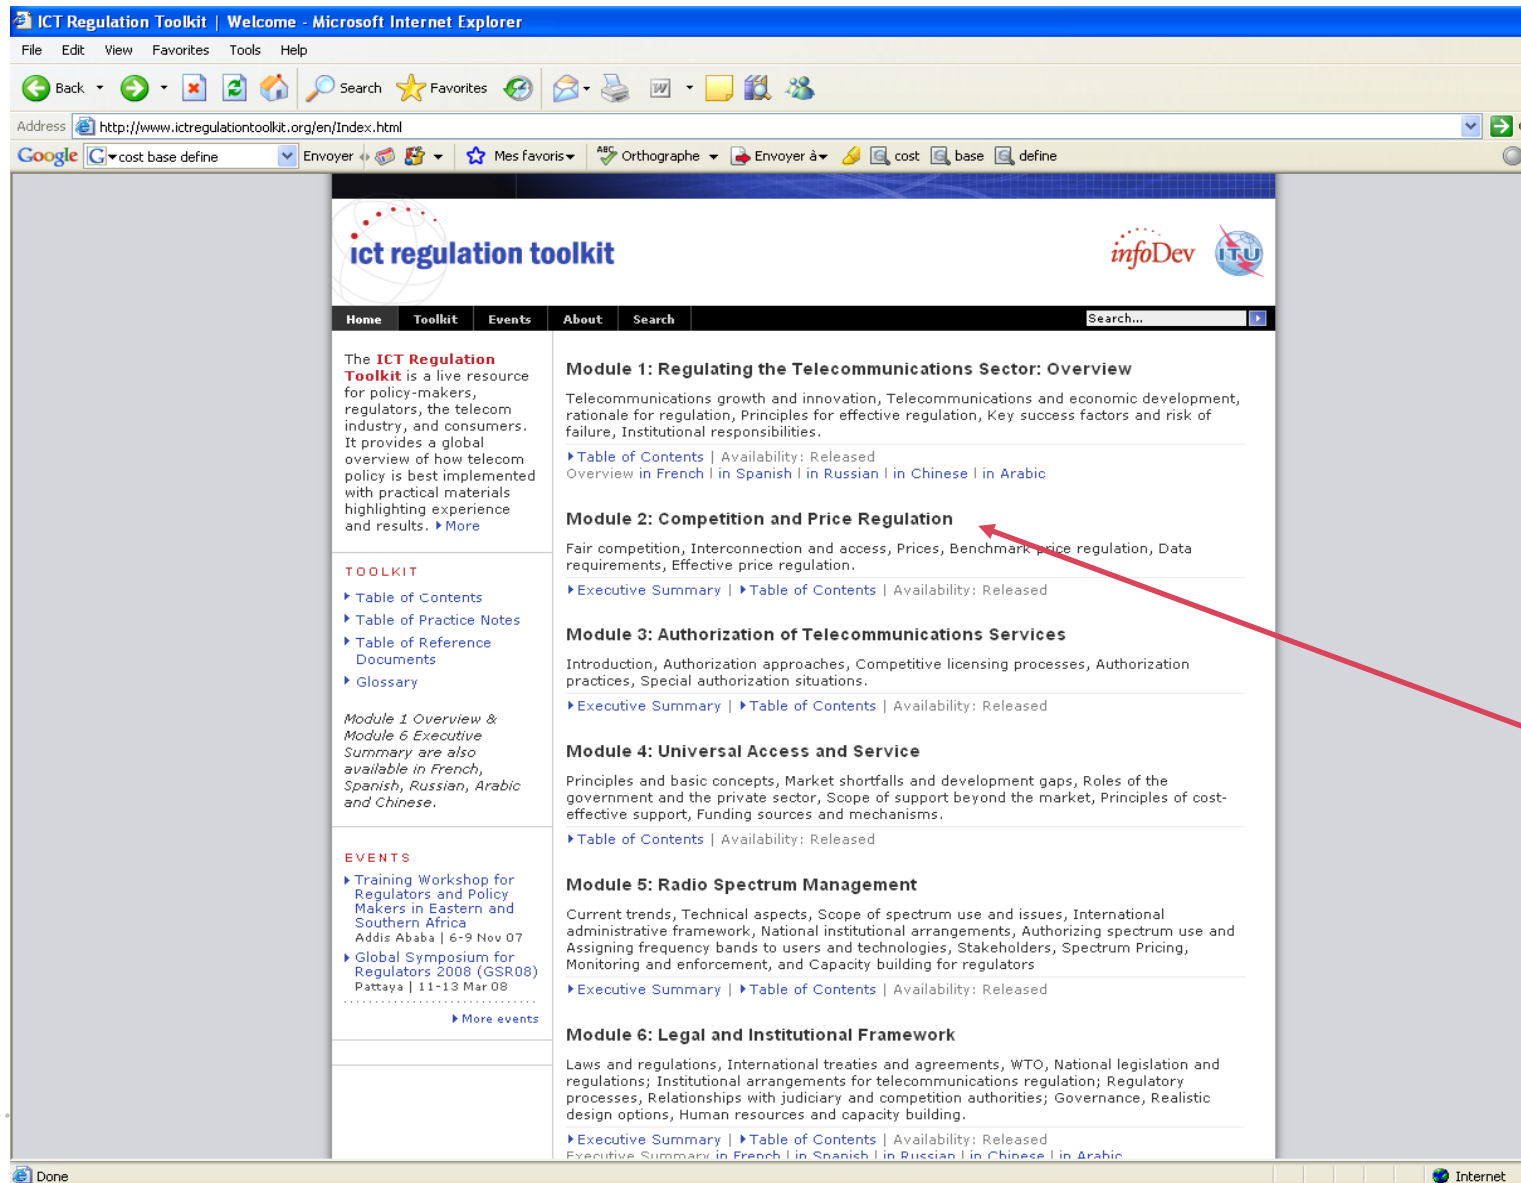 ICT Regulation Toolkit | Welcome - Microsoft Internet Explorer
File Edit View Favorites Tools Help
Back Search Favorites
Address http://www.ictregulationtoolkit.org/en/Index.html
Google G cost base define Envoyer Mes favoris ABC Orthographe Envoyer à cost base define
ict regulation toolkit
infoDev ITU
Home Toolkit Events About Search Search...
The ICT Regulation
Toolkit is a live resource
for policy-makers,
regulators, the telecom
industry, and consumers.
It provides a global
overview of how telecom
policy is best implemented
with practical materials
highlighting experience
and results. More
TOOLKIT
Table of Contents
Table of Practice Notes
Table of Reference
Documents
Glossary
Module 1 Overview &
Module 6 Executive
Summary are also
available in French,
Spanish, Russian, Arabic
and Chinese.
EVENTS
Training Workshop for
Regulators and Policy
Makers in Eastern and
Southern Africa
Addis Ababa | 6-9 Nov 07
Global Symposium for
Regulators 2008 (GSR08)
Pattaya | 11-13 Mar 08
More events
Module 1: Regulating the Telecommunications Sector: Overview
Telecommunications growth and innovation, Telecommunications and economic development,
rationale for regulation, Principles for effective regulation, Key success factors and risk of
failure, Institutional responsibilities.
Table of Contents | Availability: Released
Overview in French | in Spanish | in Russian | in Chinese | in Arabic
Module 2: Competition and Price Regulation
Fair competition, Interconnection and access, Prices, Benchmark price regulation, Data
requirements, Effective price regulation.
Executive Summary | Table of Contents | Availability: Released
Module 3: Authorization of Telecommunications Services
Introduction, Authorization approaches, Competitive licensing processes, Authorization
practices, Special authorization situations.
Executive Summary | Table of Contents | Availability: Released
Module 4: Universal Access and Service
Principles and basic concepts, Market shortfalls and development gaps, Roles of the
government and the private sector, Scope of support beyond the market, Principles of cost-
effective support, Funding sources and mechanisms.
Table of Contents | Availability: Released
Module 5: Radio Spectrum Management
Current trends, Technical aspects, Scope of spectrum use and issues, International
administrative framework, National institutional arrangements, Authorizing spectrum use and
Assigning frequency bands to users and technologies, Stakeholders, Spectrum Pricing,
Monitoring and enforcement, and Capacity building for regulators
Executive Summary | Table of Contents | Availability: Released
Module 6: Legal and Institutional Framework
Laws and regulations, International treaties and agreements, WTO, National legislation and
regulations; Institutional arrangements for telecommunications regulation; Regulatory
processes, Relationships with judiciary and competition authorities; Governance, Realistic
design options, Human resources and capacity building.
Executive Summary | Table of Contents | Availability: Released
Executive Summary in French | in Spanish | in Russian | in Chinese | in Arabic
Done Internet